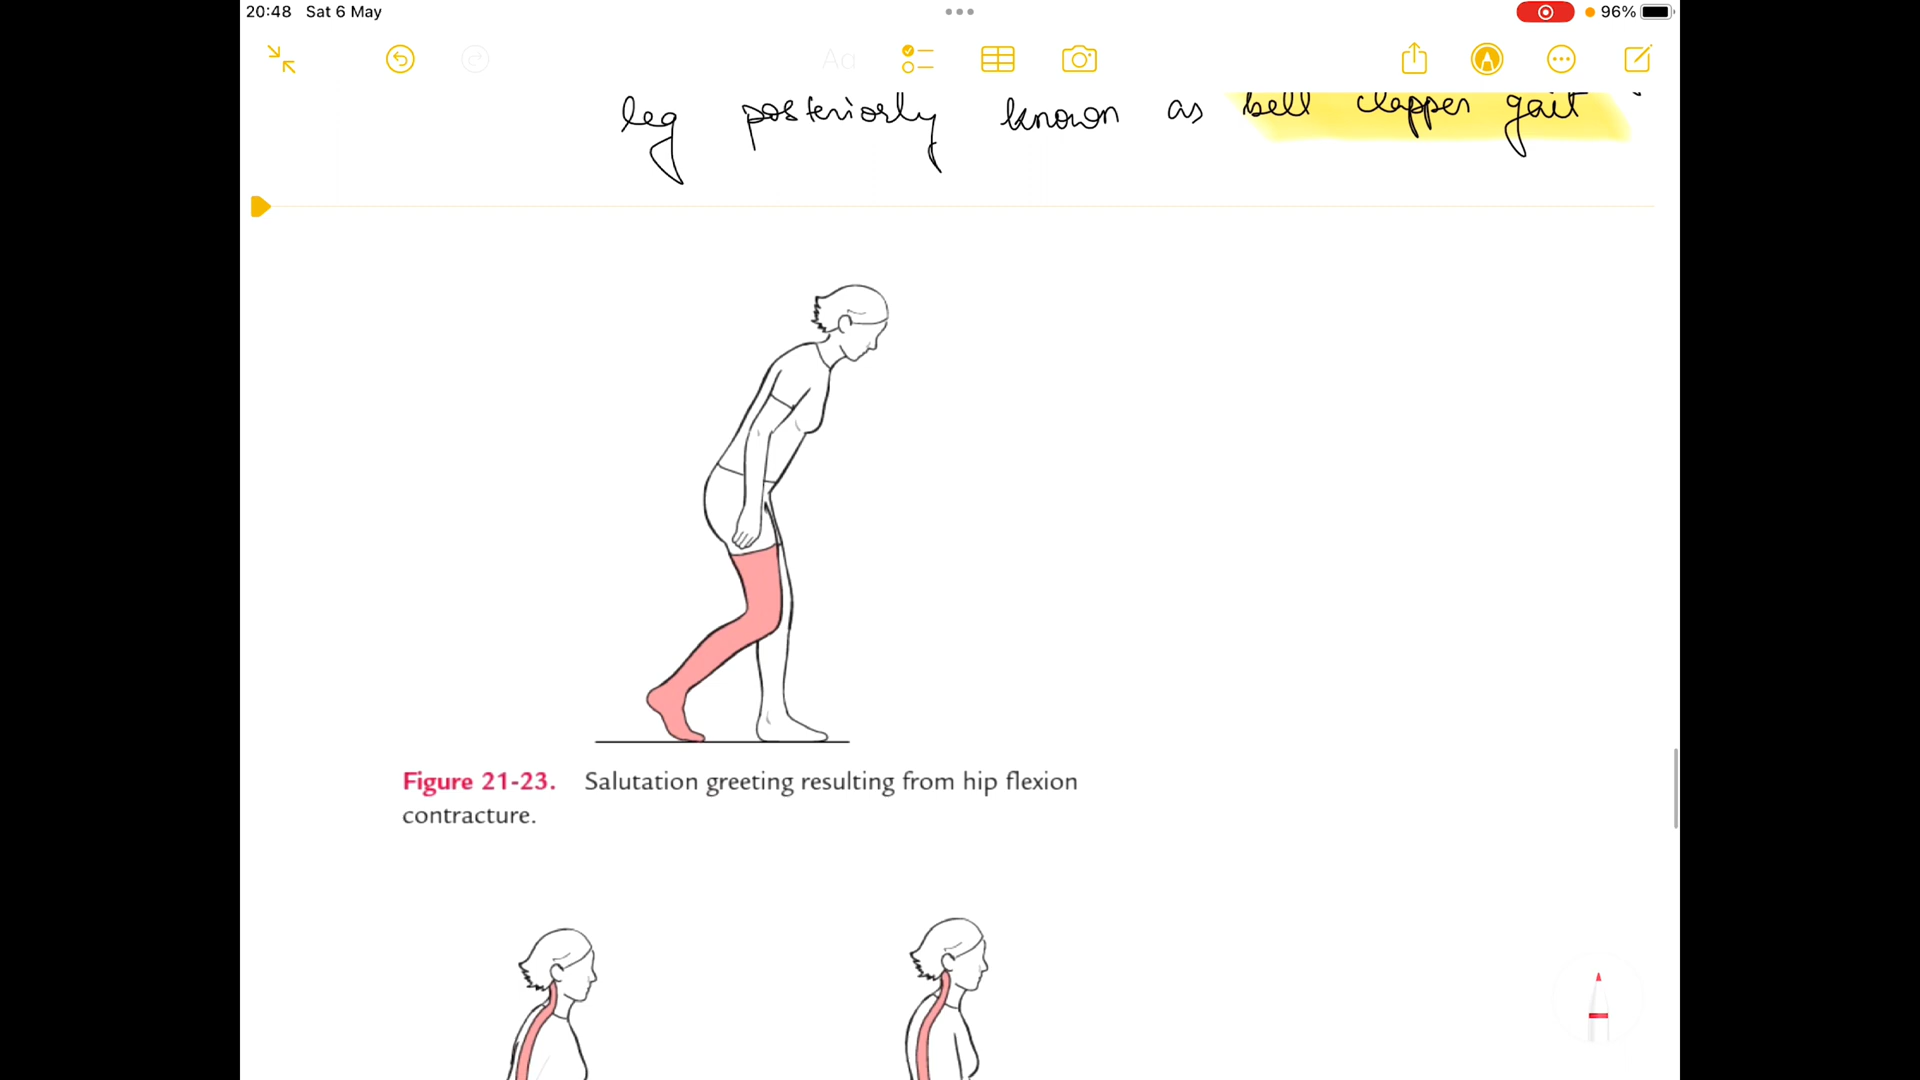 20:48 Sat 6 May
96%
Aa
leg posteriorly known as bell clapper gait
Figure 21-23. Salutation greeting resulting from hip flexion
contracture.